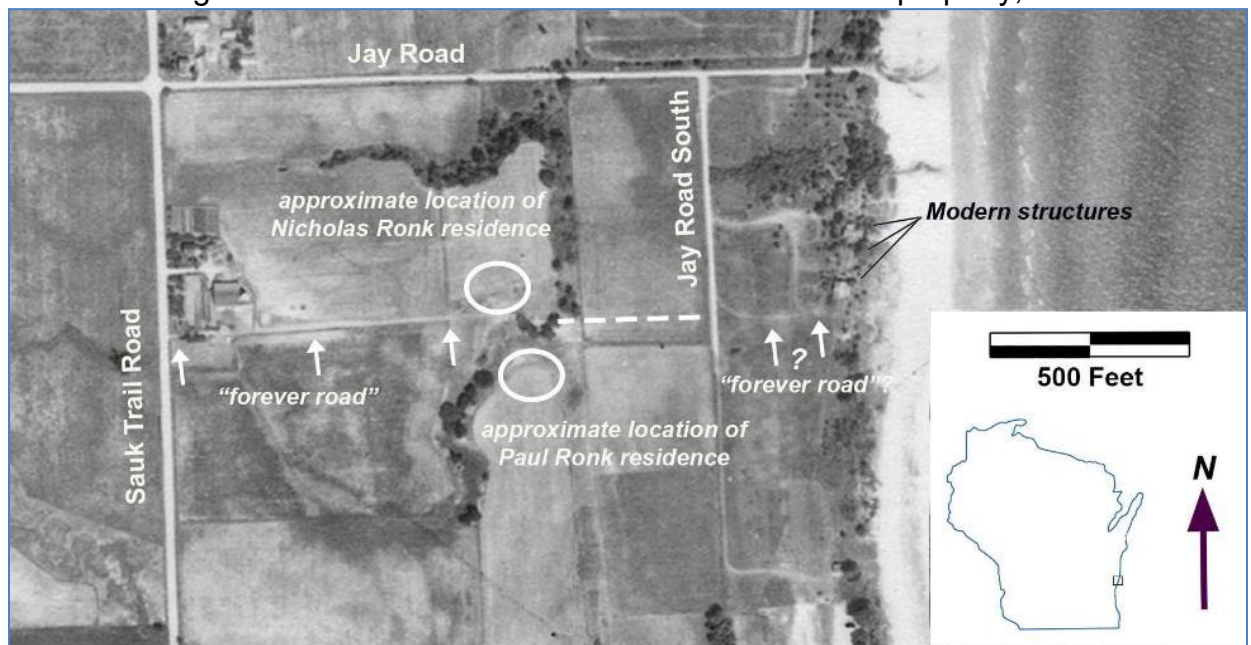 property,
Jay Road
Jay Road South
Sauk Trail Road
approximate location of
Nicholas Ronk residence
Modern structures
"forever road"
?
"forever road"?
approximate location of
Paul Ronk residence
500 Feet
N